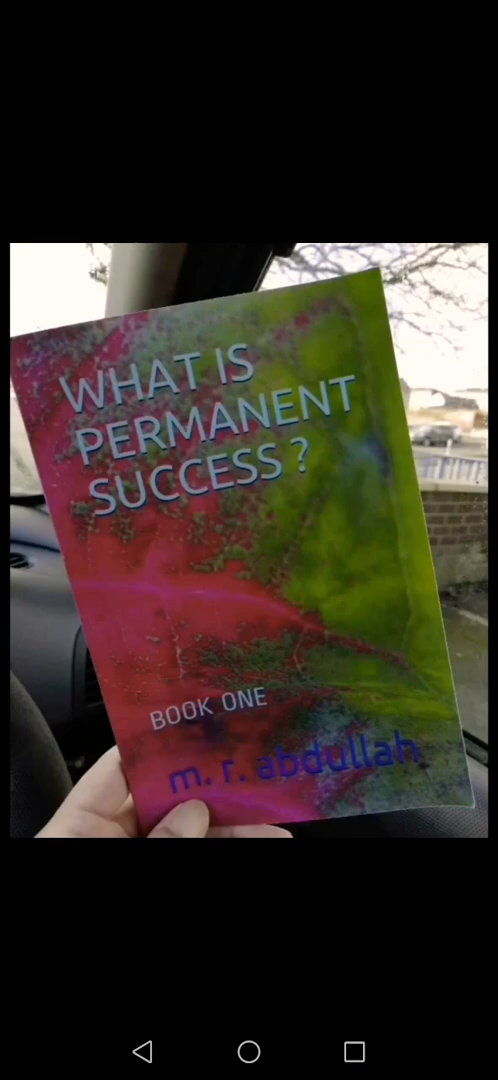 WHAT IS
PERMANENT
SUCCESS ?
BOOK ONE
m. r. abdullah